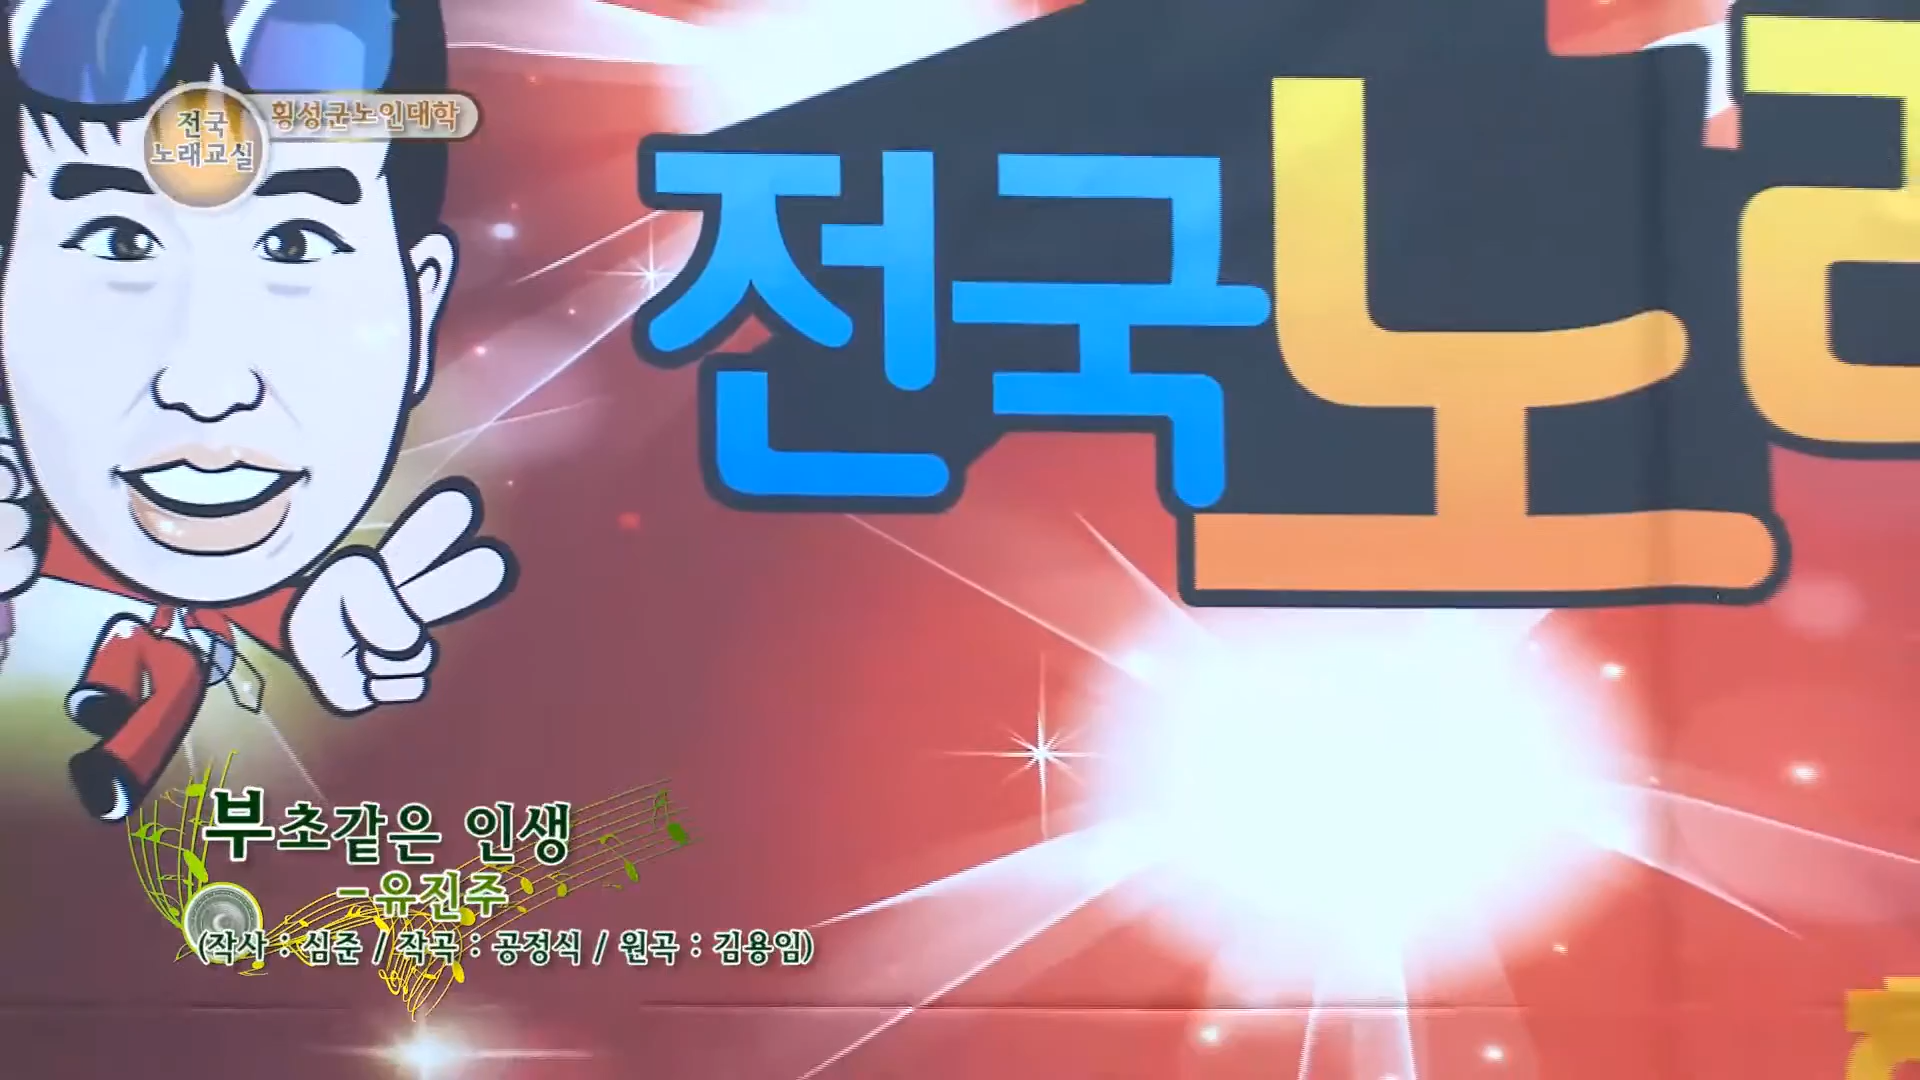 전국
노래교실
횡성군노인대학
전국노래
부초같은 인생
-유진주
(작사 : 심준 / 작곡 : 공정식 / 원곡 : 김용임)